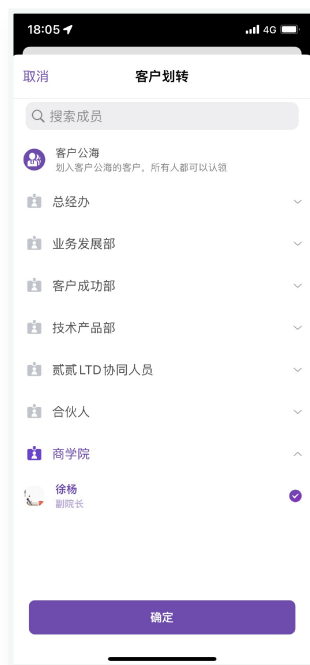 18:05
4G
取消
客户划转
搜索成员
客户公海
划入客户公海的客户，所有人都可以认领
总经办
业务发展部
客户成功部
技术产品部
贰贰LTD协同人员
合伙人
商学院
徐杨
副院长
确定